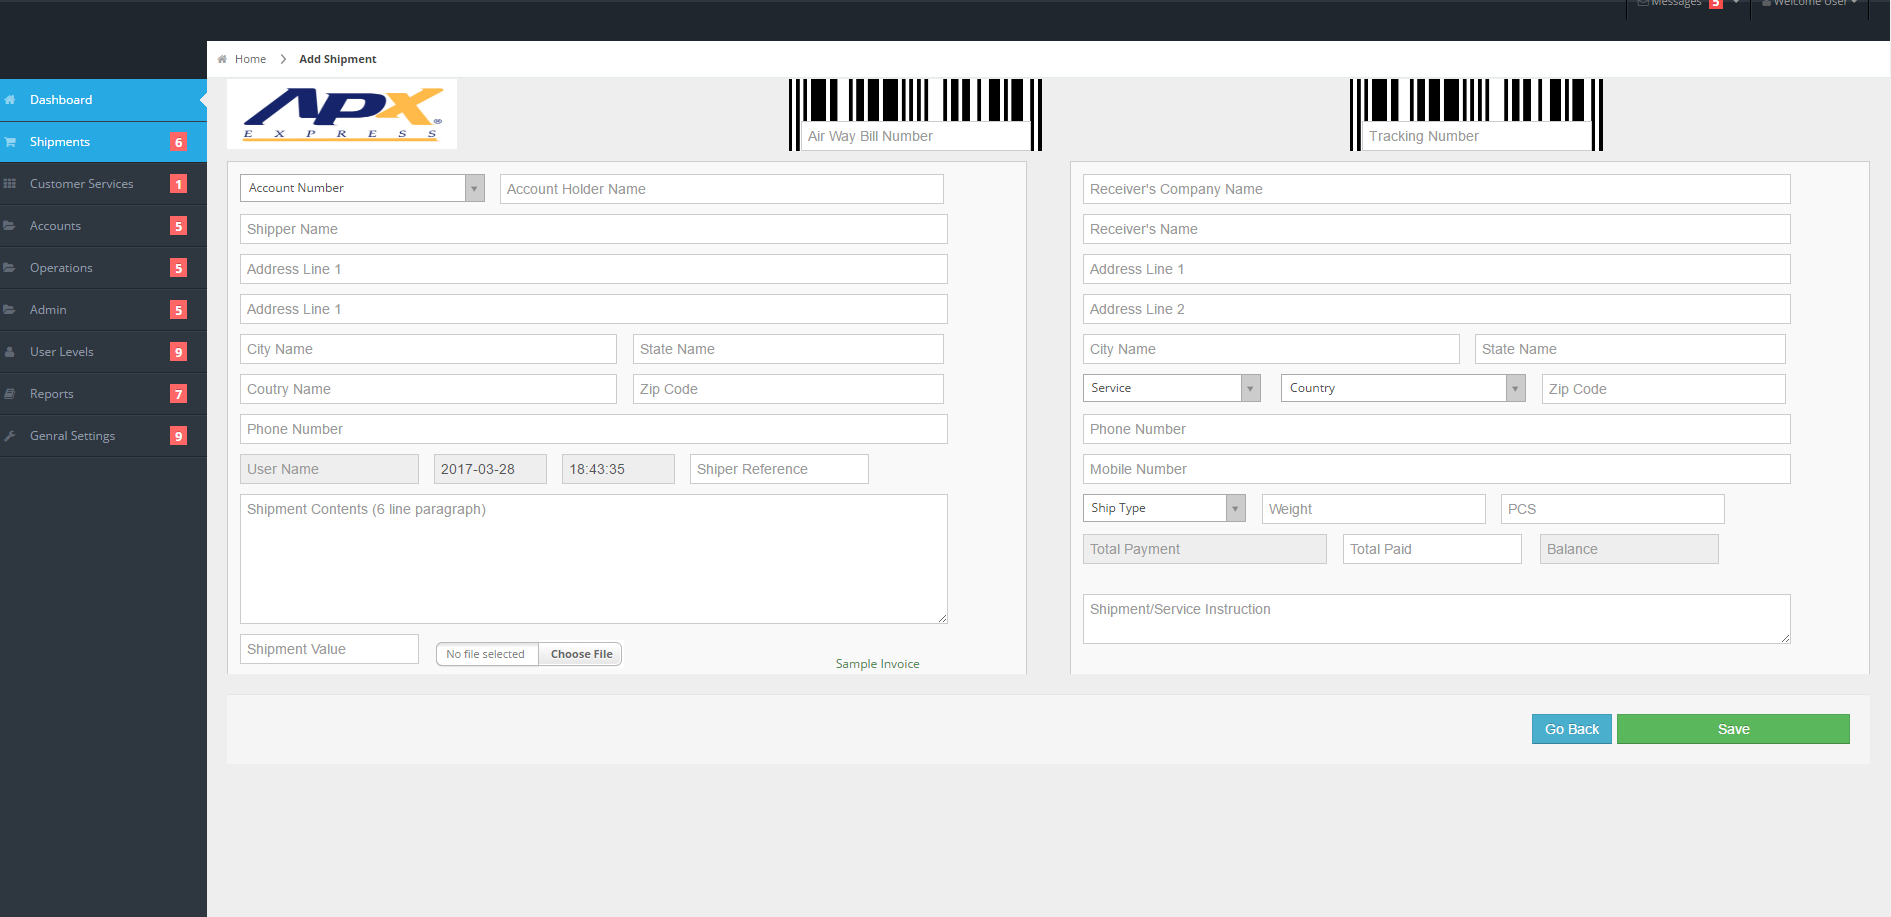 Messages 5 Welcome User
Home Add Shipment
Dashboard
Shipments 6
Customer Services 1
Accounts 5
Operations 5
Admin 5
User Levels 9
Reports 7
Genral Settings 9
APX ®
EXPRESS
Air Way Bill Number
Tracking Number
Account Number Account Holder Name
Shipper Name
Address Line 1
Address Line 1
City Name State Name
Coutry Name Zip Code
Phone Number
User Name 2017-03-28 18:43:35 Shiper Reference
Shipment Contents (6 line paragraph)
Shipment Value No file selected Choose File
Sample Invoice
Receiver's Company Name
Receiver's Name
Address Line 1
Address Line 2
City Name State Name
Service Country Zip Code
Phone Number
Mobile Number
Ship Type Weight PCS
Total Payment Total Paid Balance
Shipment/Service Instruction
Go Back Save